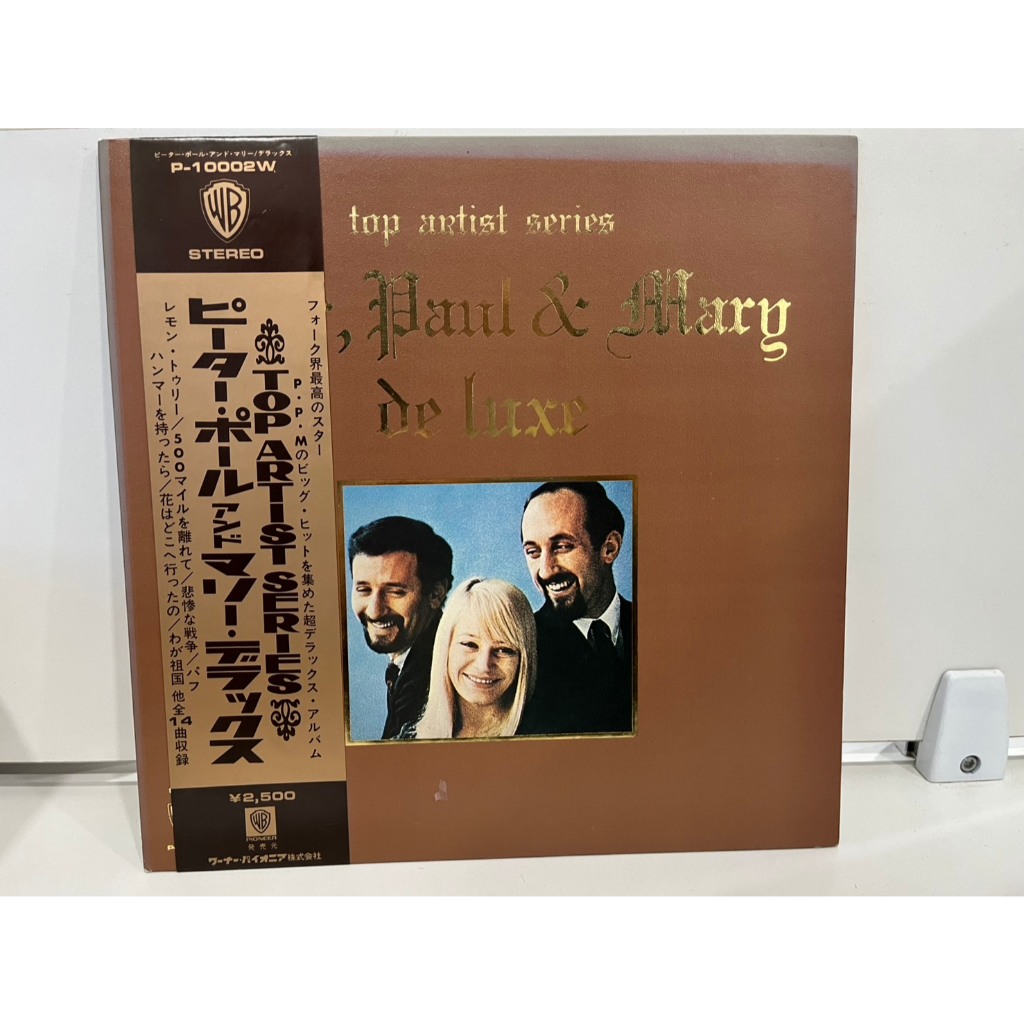 ピーター・ポール・アンド・マリー/デラックス
P-10002W
WB
STEREO
フォーク界最高のスター
P・P・Mのビッグ・ヒットを集めた超デラックス・アルバム
TOP ARTIST SERIES
ピーター・ポール アンド マリー・デラックス
レモン・トゥリー/500マイルを離れて/悲惨な戦争/パフ
ハンマーを持ったら/花はどこへ行ったの/わが祖国 他全14曲収録
¥2,500
WB
PIONEER
発売元
ワーナー・パイオニア株式会社
top artist series
, Paul & Mary
de luxe